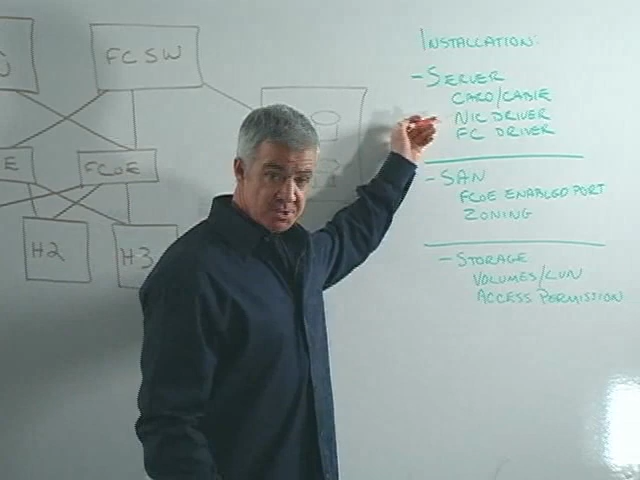 FC SW
E
FCOE
H2
H3
INSTALLATION:
- SERVER
CARD/CABLE
NIC DRIVER
FC DRIVER
- SAN
FCOE ENABLED PORT
ZONING
- STORAGE
VOLUMES/LUN
ACCESS PERMISSION